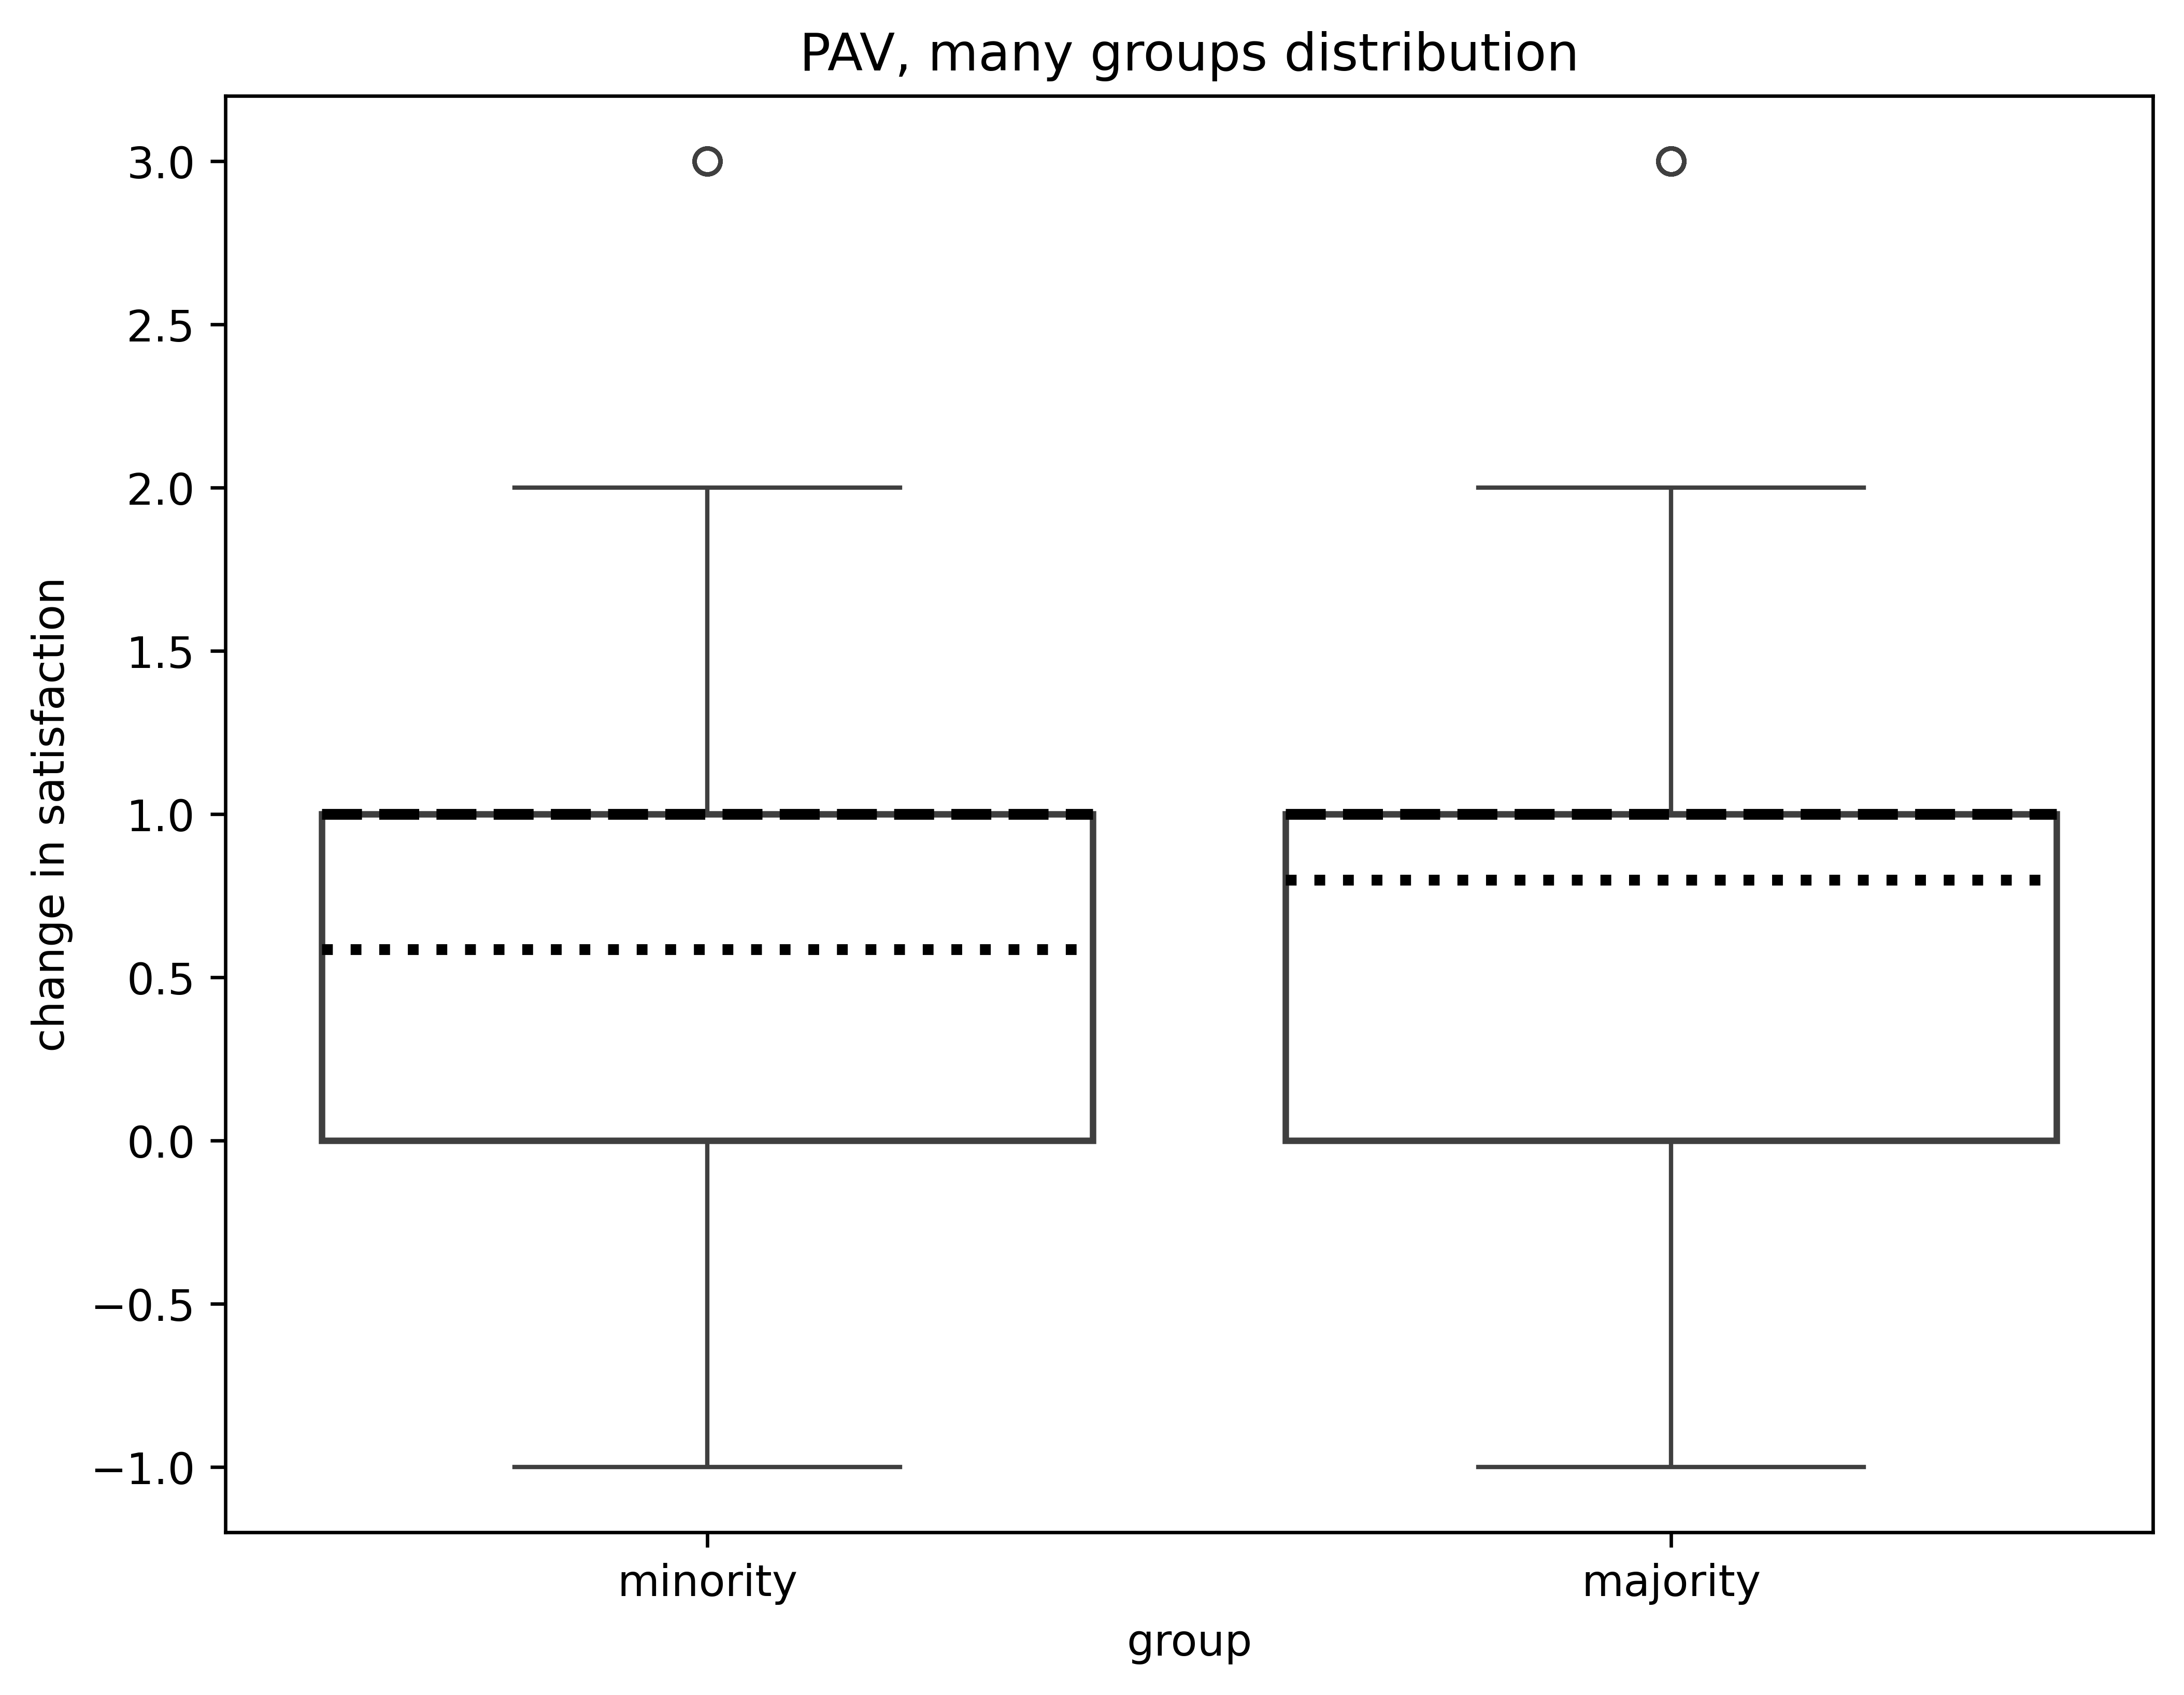 PAV, many groups distribution
3.0
2.5
2.0
1.5
1.0
0.5
0.0
−0.5
−1.0
change in satisfaction
minority
majority
group